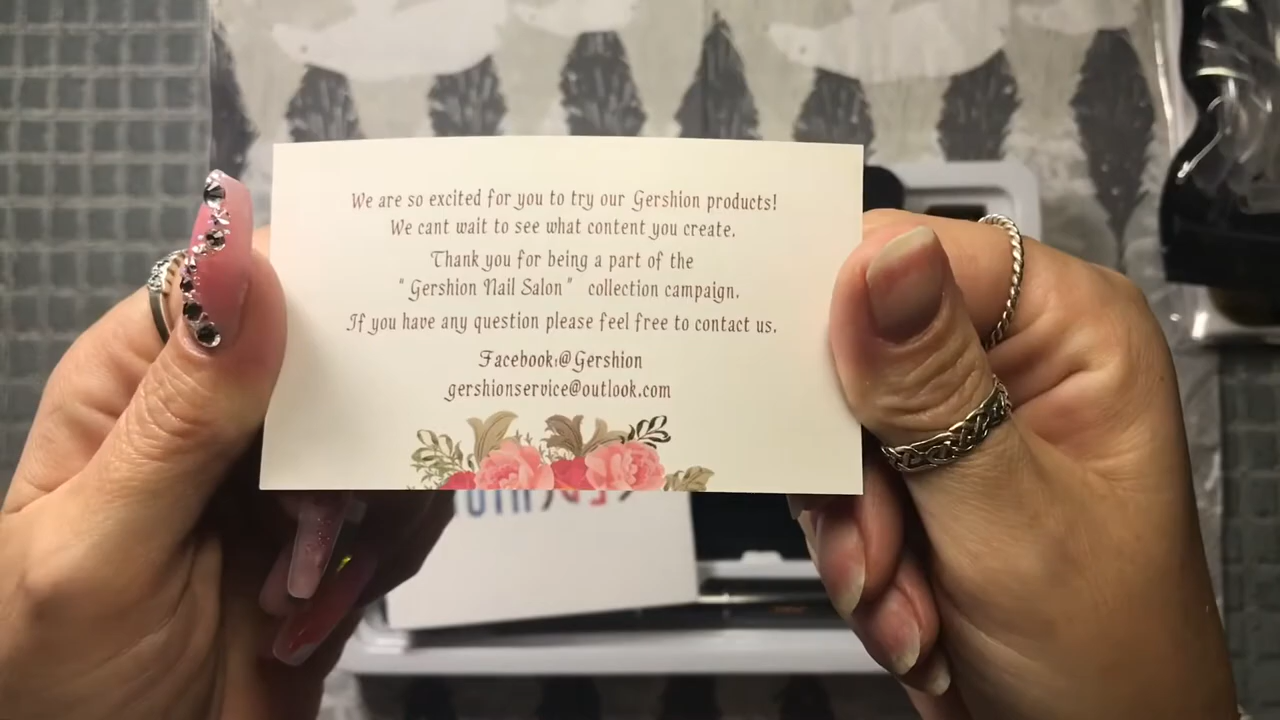 We are so excited for you to try our Gershion products!
We cant wait to see what content you create.
Thank you for being a part of the
"Gershion Nail Salon" collection campaign.
If you have any question please feel free to contact us.
Facebook:@Gershion
gershionservice@outlook.com